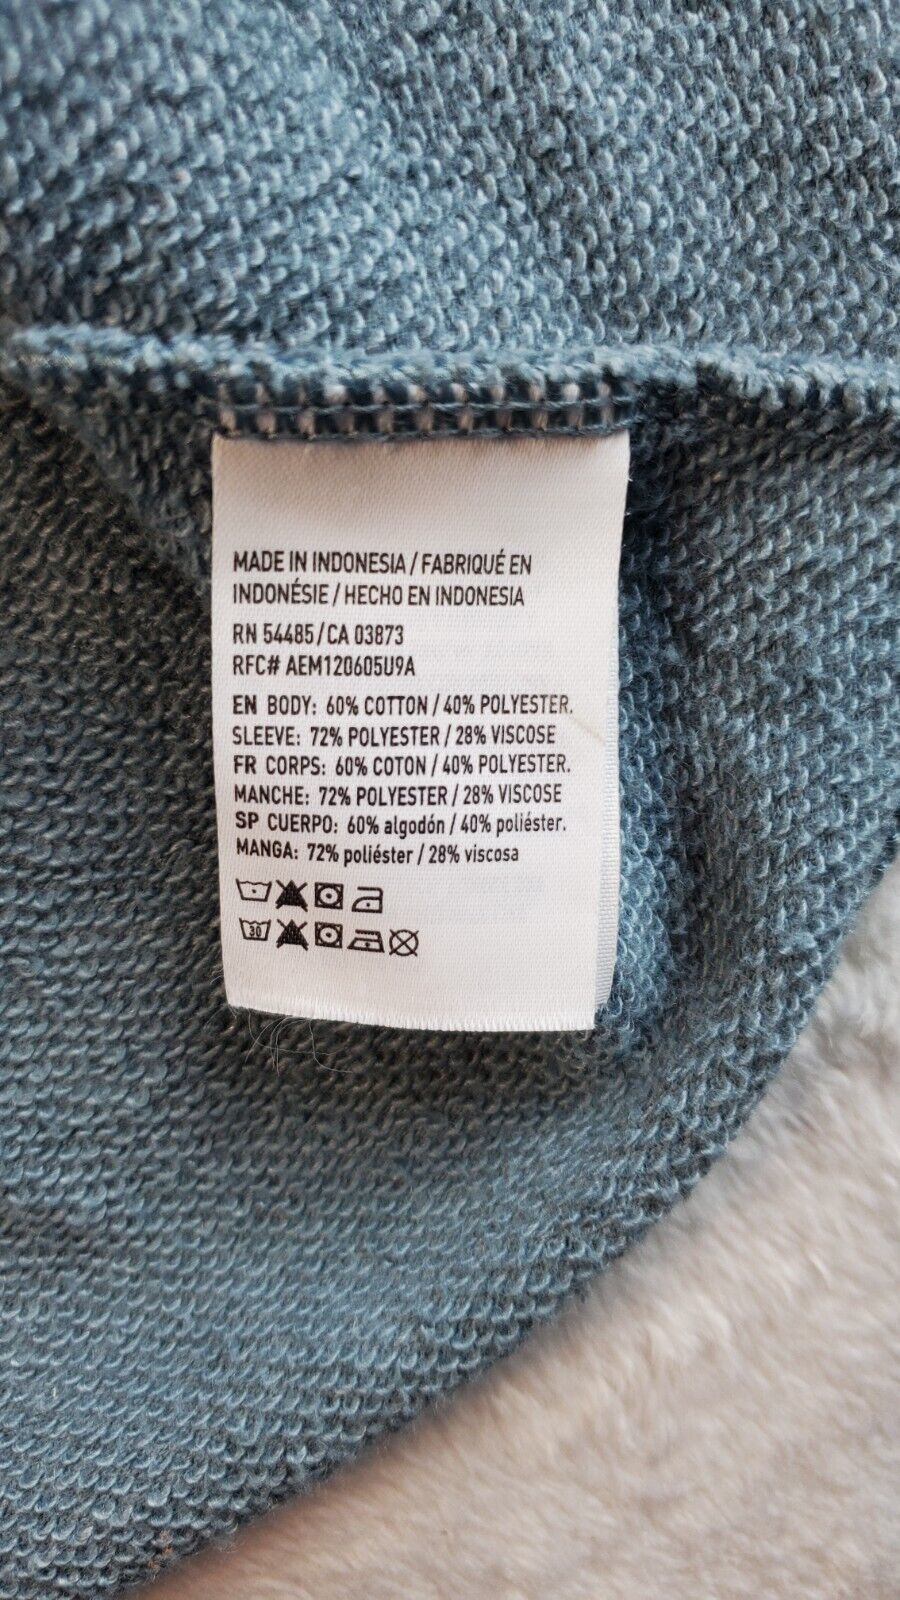 MADE IN INDONESIA / FABRIQUÉ EN
INDONÉSIE / HECHO EN INDONESIA
RN 54485/CA 03873
RFC# AEM120605U9A
EN BODY: 60% COTTON / 40% POLYESTER.
SLEEVE: 72% POLYESTER / 28% VISCOSE
FR CORPS: 60% COTON / 40% POLYESTER.
MANCHE: 72% POLYESTER / 28% VISCOSE
SP CUERPO: 60% algodón / 40% poliéster.
MANGA: 72% poliéster / 28% viscosa
30